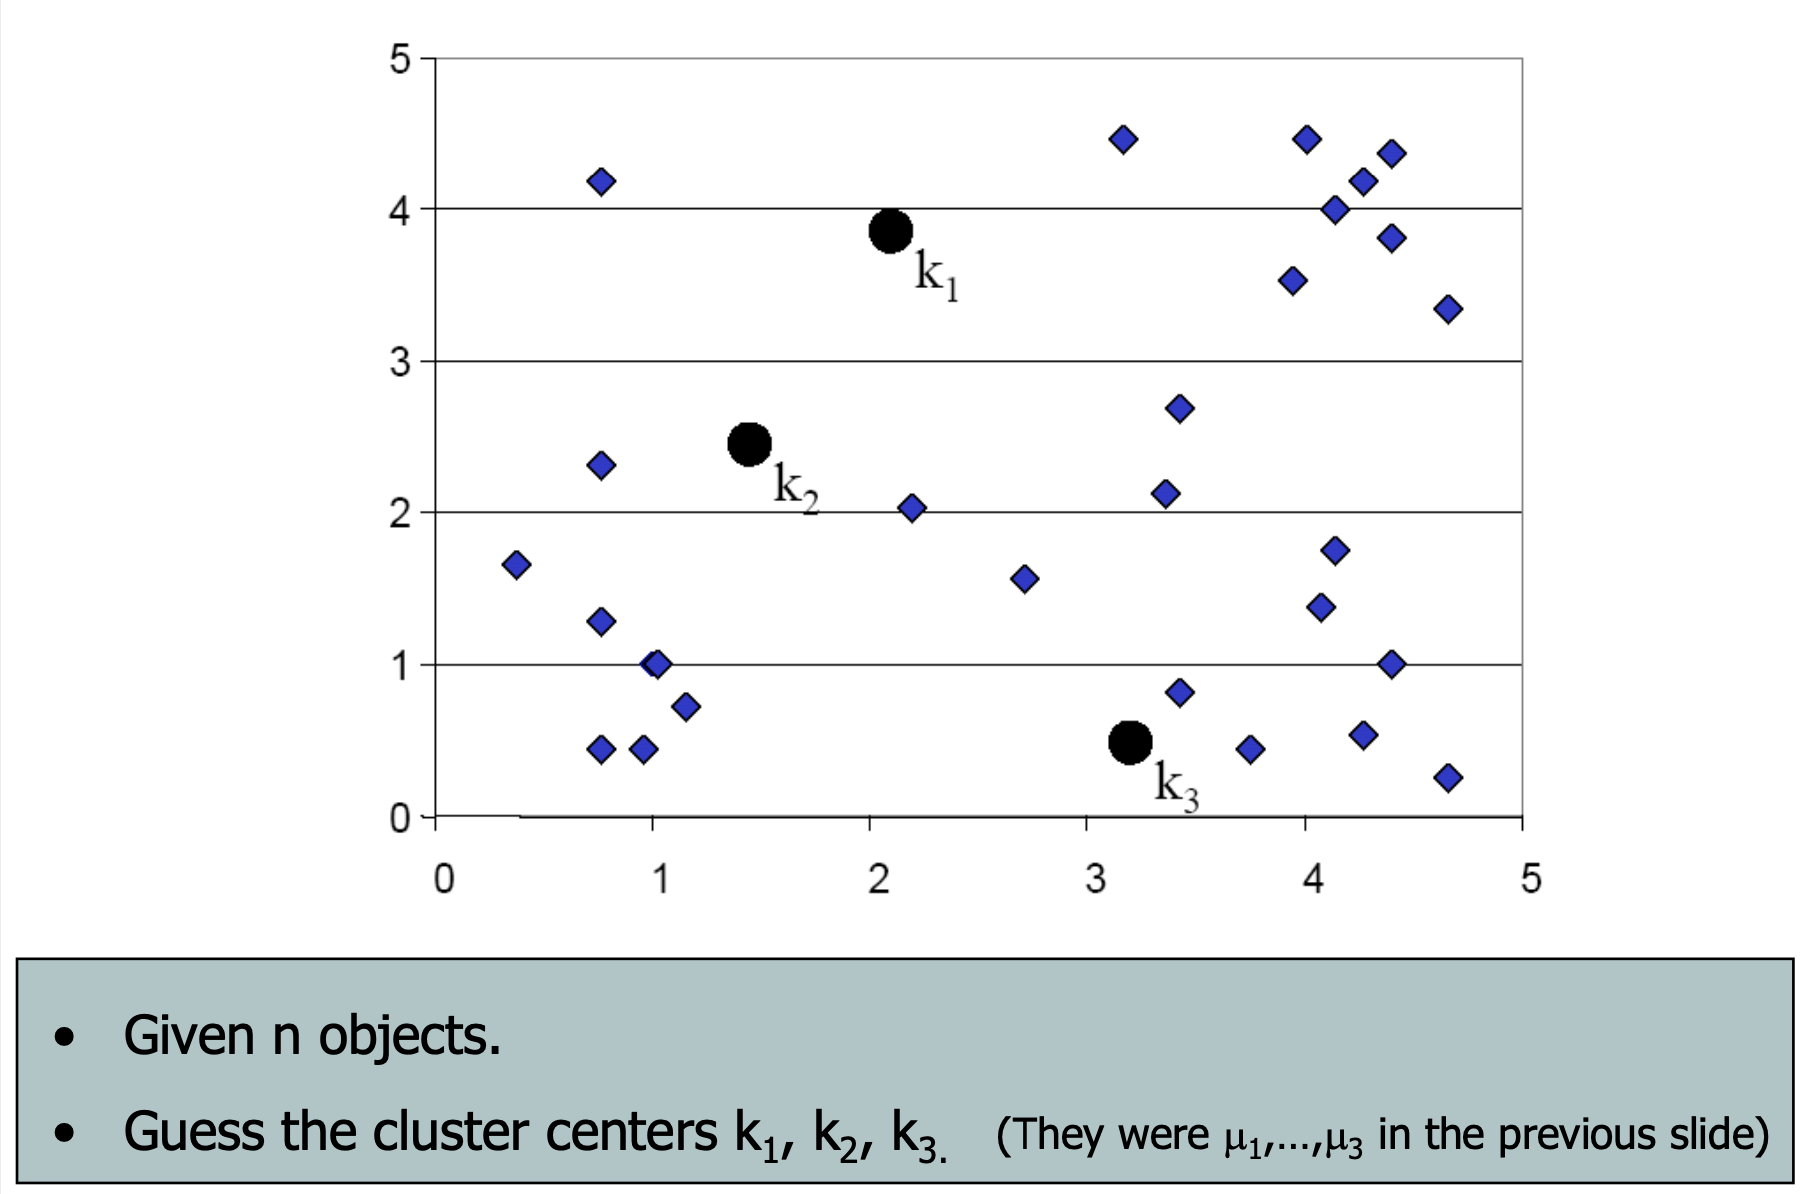 5
4
k₁
3
k₂
2
1
k₃
0
0 1 2 3 4 5
• Given n objects.
• Guess the cluster centers k₁, k₂, k₃. (They were μ₁,...,μ₃ in the previous slide)